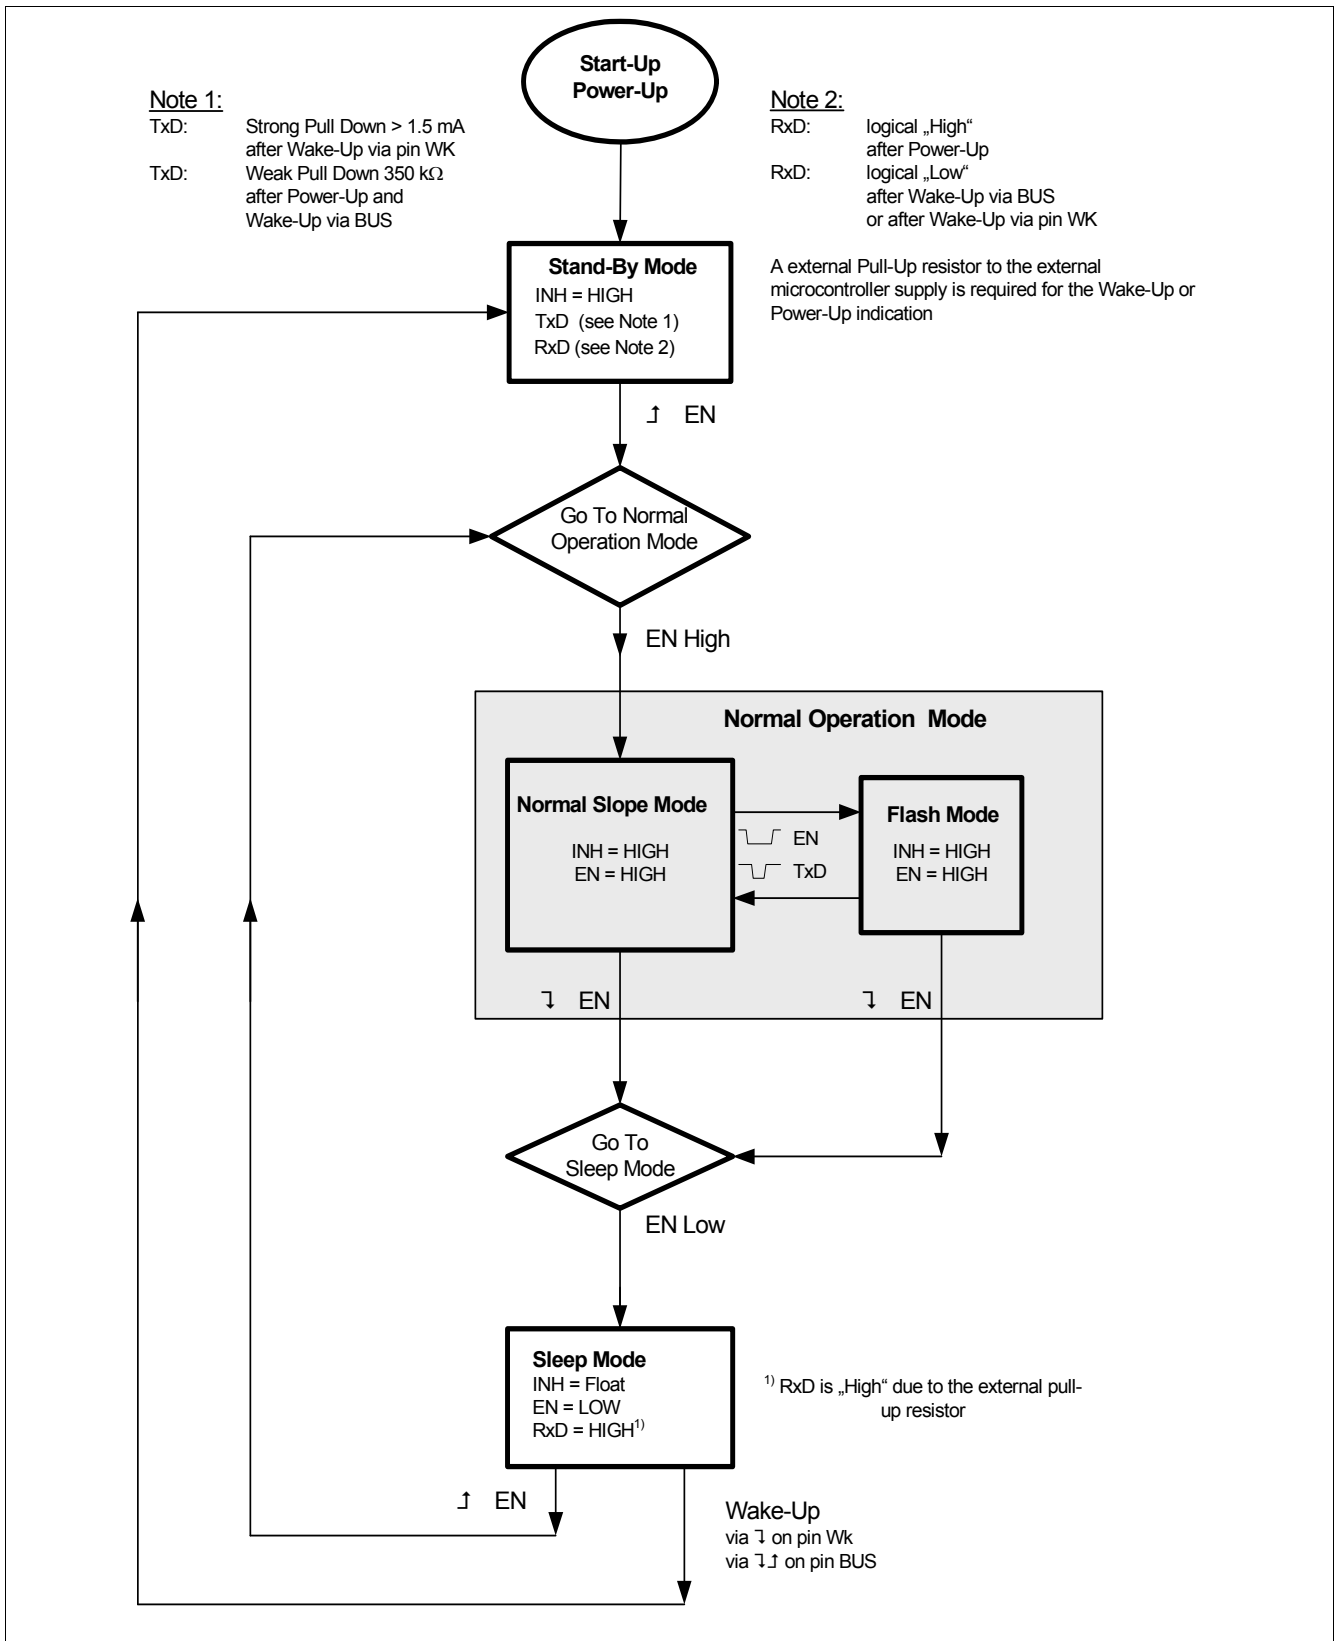 Start-Up
Power-Up
Note 1:
TxD: Strong Pull Down > 1.5 mA
after Wake-Up via pin WK
TxD: Weak Pull Down 350 kΩ
after Power-Up and
Wake-Up via BUS
Note 2:
RxD: logical „High“
after Power-Up
RxD: logical „Low“
after Wake-Up via BUS
or after Wake-Up via pin WK
A external Pull-Up resistor to the external
microcontroller supply is required for the Wake-Up or
Power-Up indication
Stand-By Mode
INH = HIGH
TxD (see Note 1)
RxD (see Note 2)
EN
Go To Normal
Operation Mode
EN High
Normal Operation Mode
Normal Slope Mode
INH = HIGH
EN = HIGH
EN
TxD
Flash Mode
INH = HIGH
EN = HIGH
EN
EN
Go To
Sleep Mode
EN Low
Sleep Mode
INH = Float
EN = LOW
RxD = HIGH1)
1) RxD is „High“ due to the external pull-
up resistor
EN
Wake-Up
via on pin Wk
via on pin BUS